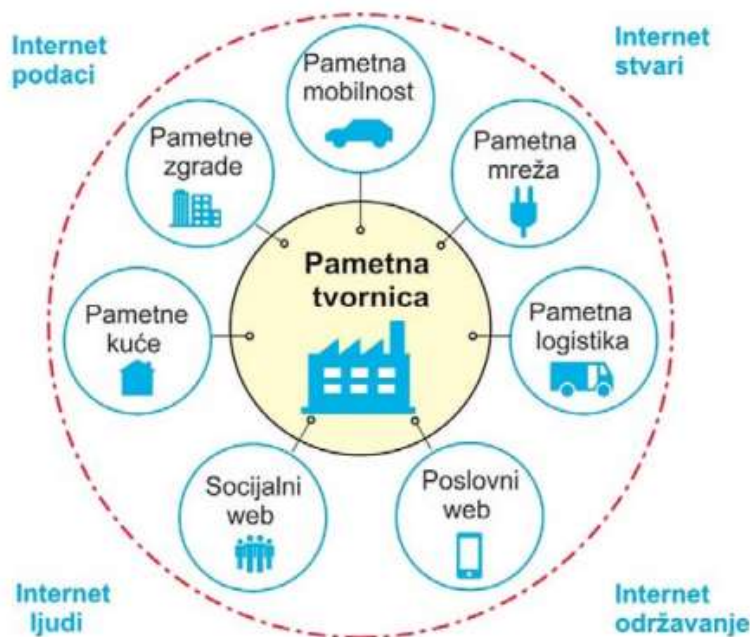 Internet
podaci
Internet
stvari
Pametna
mobilnost
Pametne
zgrade
Pametna
mreža
Pametna
tvornica
Pametne
kuće
Pametna
logistika
Socijalni
web
Poslovni
web
Internet
ljudi
Internet
održavanje